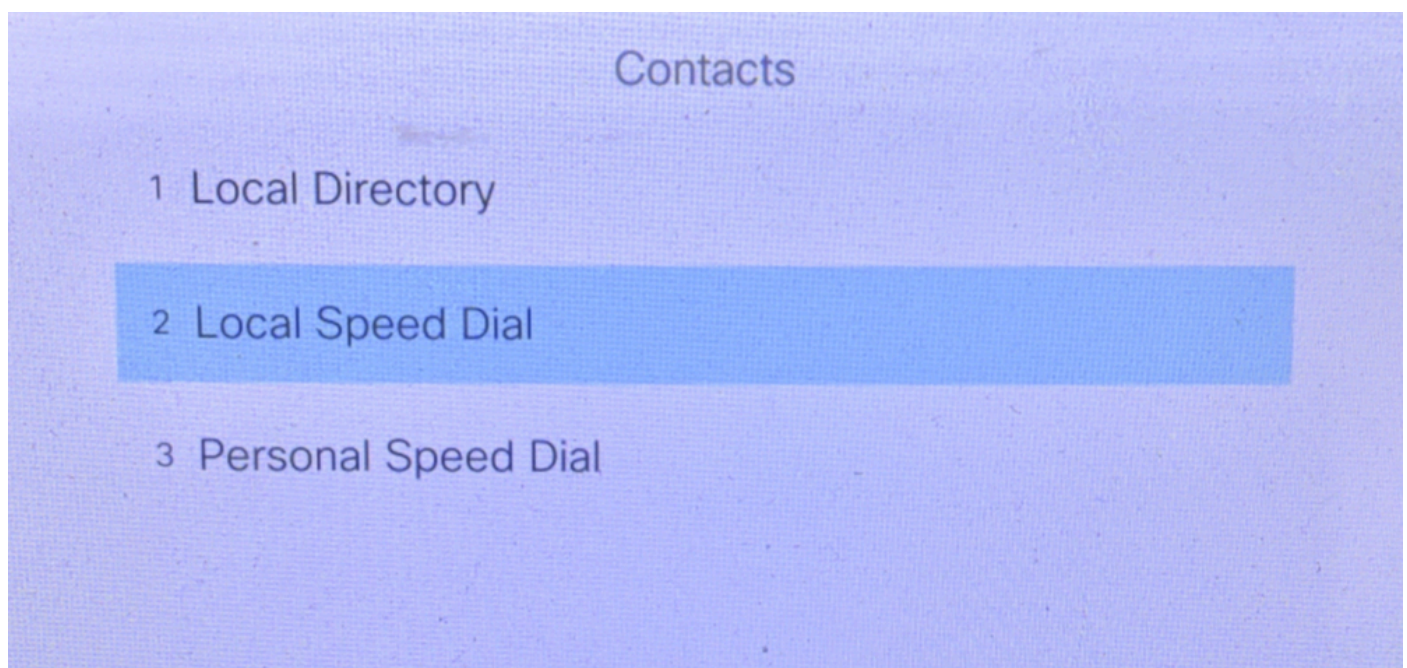 Contacts
1 Local Directory
2 Local Speed Dial
3 Personal Speed Dial